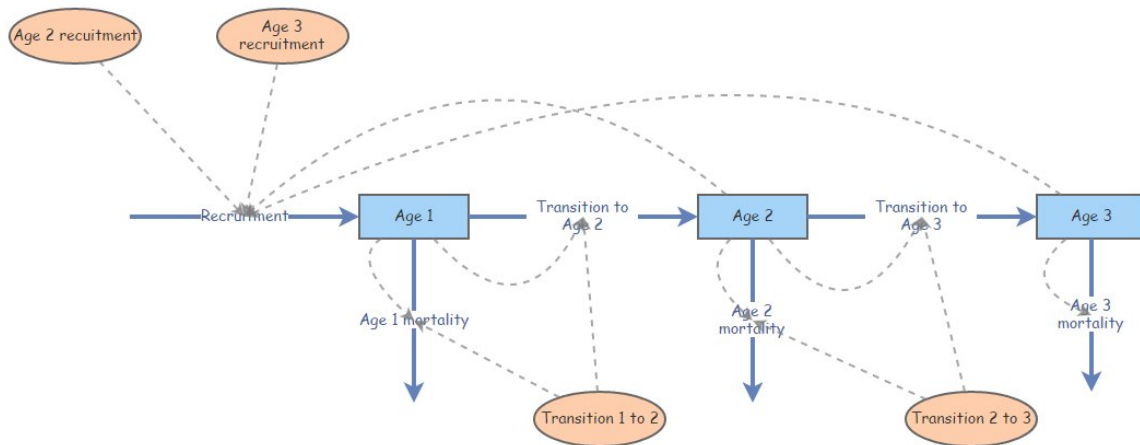 Age 2 recuitment
Age 3
recruitment
Recruitment
Age 1
Transition to
Age 2
Age 2
Transition to
Age 3
Age 3
Age 1 mortality
Age 2
mortality
Age 3
mortality
Transition 1 to 2
Transition 2 to 3